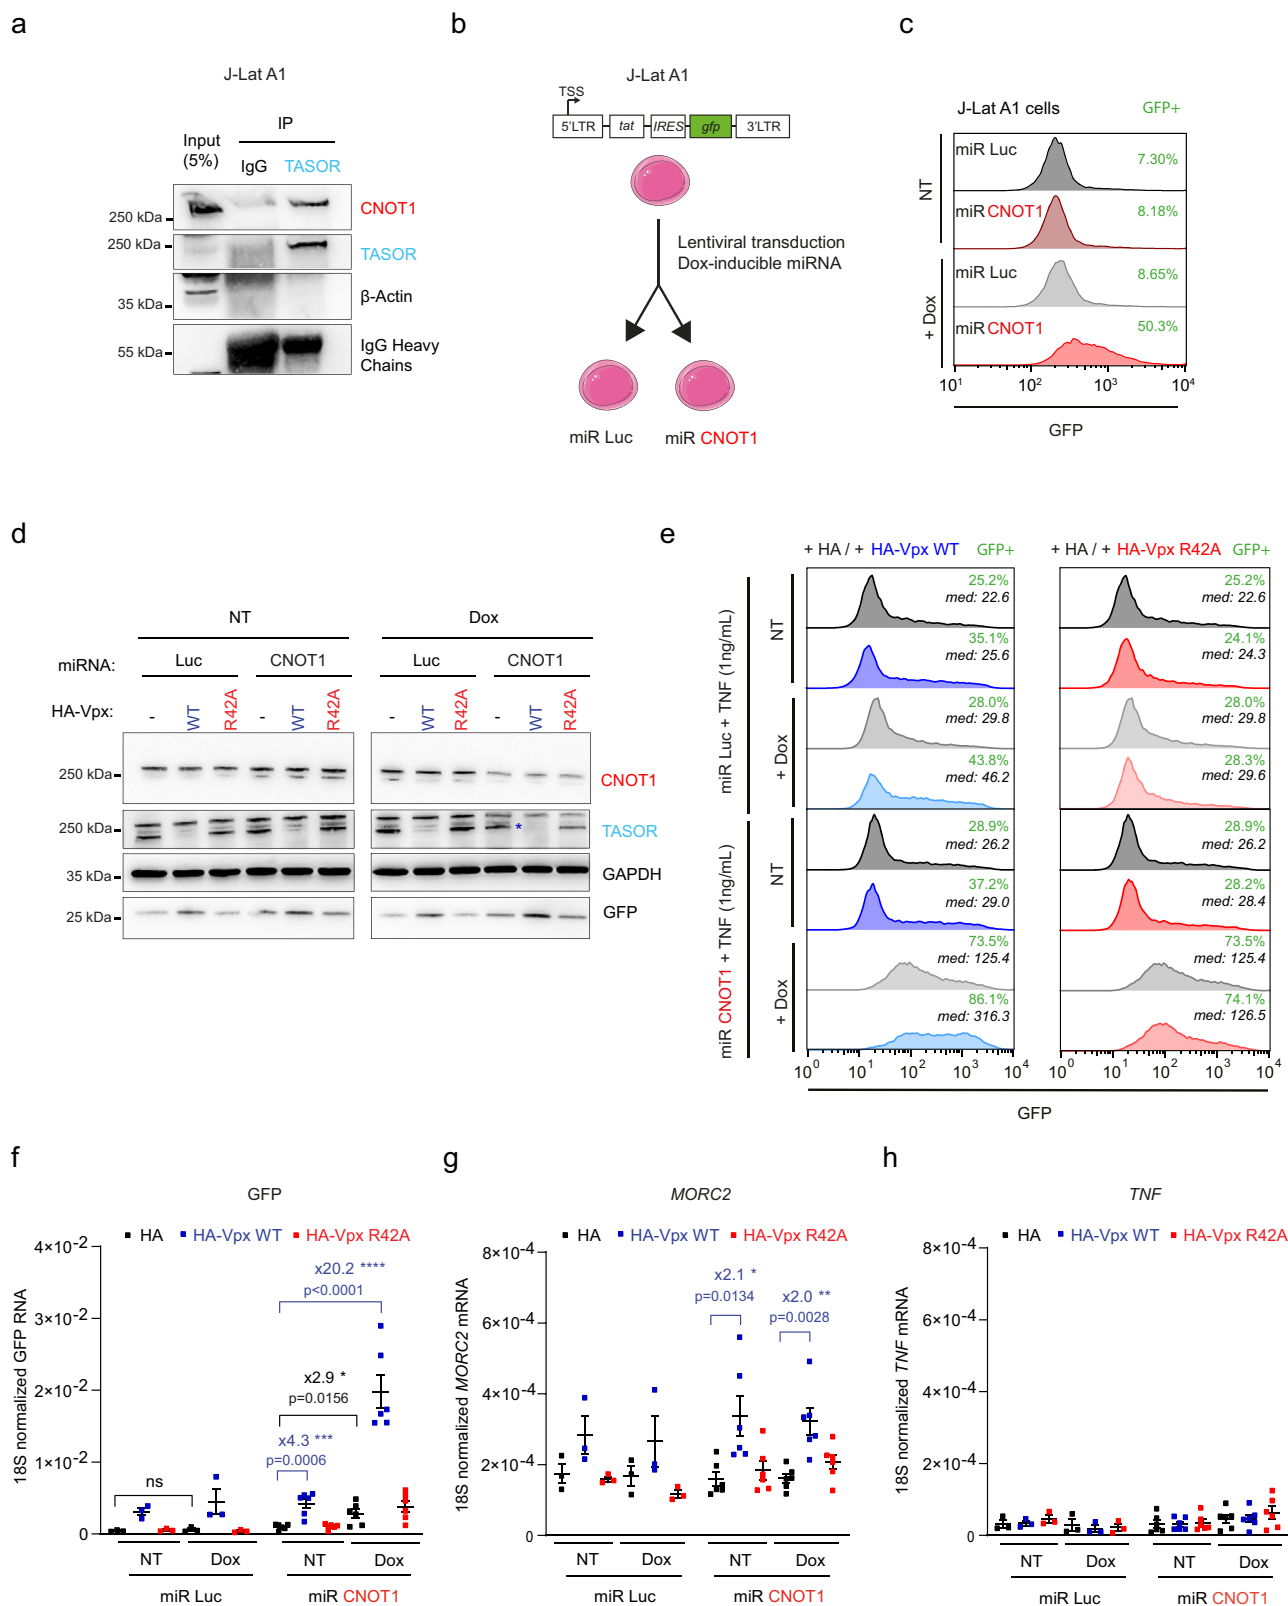 a
J-Lat A1
IP
Input
(5%)
IgG
TASOR
250 kDa
CNOT1
250 kDa
TASOR
35 kDa
β-Actin
55 kDa
IgG Heavy
Chains
b
J-Lat A1
TSS
5'LTR
tat
IRES
gfp
3'LTR
Lentiviral transduction
Dox-inducible miRNA
miR Luc
miR CNOT1
c
J-Lat A1 cells
GFP+
NT
miR Luc
7.30%
miR CNOT1
8.18%
+ Dox
miR Luc
8.65%
miR CNOT1
50.3%
10¹ 10² 10³ 10⁴
GFP
d
NT
Dox
miRNA:
Luc
CNOT1
Luc
CNOT1
HA-Vpx:
- WT R42A - WT R42A
- WT R42A - WT R42A
250 kDa
CNOT1
250 kDa
*
TASOR
35 kDa
GAPDH
25 kDa
GFP
e
+ HA / + HA-Vpx WT GFP+
+ HA / + HA-Vpx R42A GFP+
miR Luc + TNF (1ng/mL)
NT
25.2%
med: 22.6
35.1%
med: 25.6
+ Dox
28.0%
med: 29.8
43.8%
med: 46.2
miR CNOT1 + TNF (1ng/mL)
NT
28.9%
med: 26.2
37.2%
med: 29.0
+ Dox
73.5%
med: 125.4
86.1%
med: 316.3
10⁰ 10¹ 10² 10³ 10⁴
25.2%
med: 22.6
24.1%
med: 24.3
28.0%
med: 29.8
28.3%
med: 29.6
28.9%
med: 26.2
28.2%
med: 28.4
73.5%
med: 125.4
74.1%
med: 126.5
10⁰ 10¹ 10² 10³ 10⁴
GFP
f
GFP
HA HA-Vpx WT HA-Vpx R42A
18S normalized GFP RNA
4×10⁻²
3×10⁻²
2×10⁻²
1×10⁻²
0
ns
x20.2 ****
p<0.0001
x2.9 *
p=0.0156
x4.3 ***
p=0.0006
NT
Dox
NT
Dox
miR Luc
miR CNOT1
g
MORC2
HA HA-Vpx WT HA-Vpx R42A
18S normalized MORC2 mRNA
8×10⁻⁴
6×10⁻⁴
4×10⁻⁴
2×10⁻⁴
0
x2.1 *
p=0.0134
x2.0 **
p=0.0028
NT
Dox
NT
Dox
miR Luc
miR CNOT1
h
TNF
HA HA-Vpx WT HA-Vpx R42A
18S normalized TNF mRNA
8×10⁻⁴
6×10⁻⁴
4×10⁻⁴
2×10⁻⁴
0
NT
Dox
NT
Dox
miR Luc
miR CNOT1